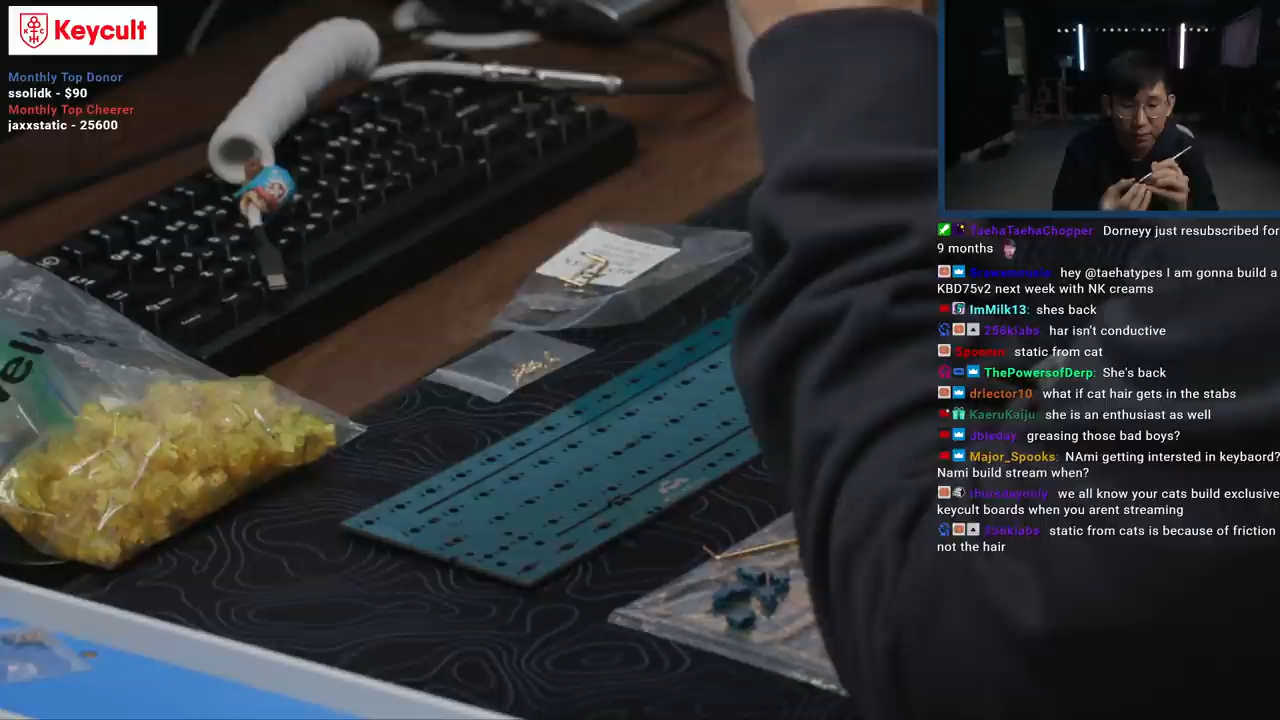 Keycult
Monthly Top Donor
ssolidk - $90
Monthly Top Cheerer
jaxxstatic - 25600
TaehaTaehaChopper Dorneyy just resubscribed for
9 months
hey @taehatypes I am gonna build a
KBD75v2 next week with NK creams
ImMilk13: shes back
256klabs har isn't conductive
static from cat
ThePowersofDerp: She's back
drlector10 what if cat hair gets in the stabs
KaeruKaiju she is an enthusiast as well
greasing those bad boys?
Major_Spooks: NAmi getting intersted in keybaord?
Nami build stream when?
we all know your cats build exclusive
keycult boards when you arent streaming
static from cats is because of friction
not the hair